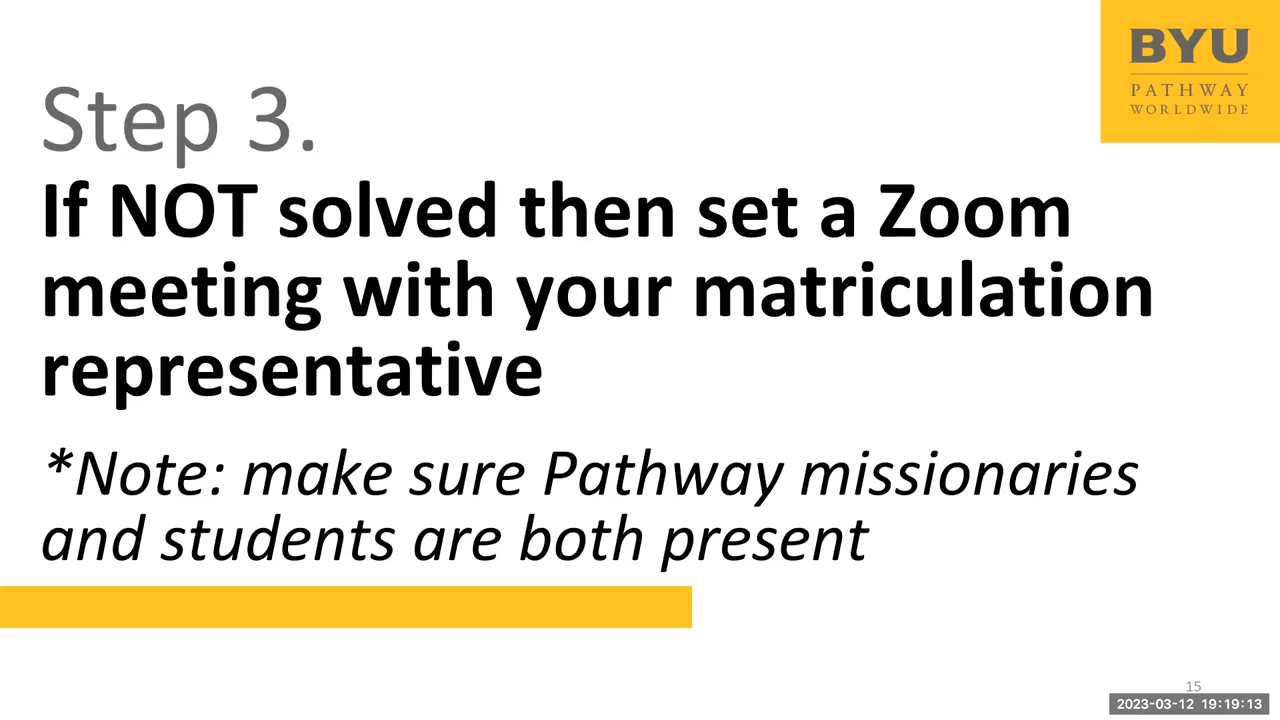 BYU
PATHWAY
WORLDWIDE
Step 3.
If NOT solved then set a Zoom
meeting with your matriculation
representative
*Note: make sure Pathway missionaries
and students are both present
15
2023-03-12 19:19:13